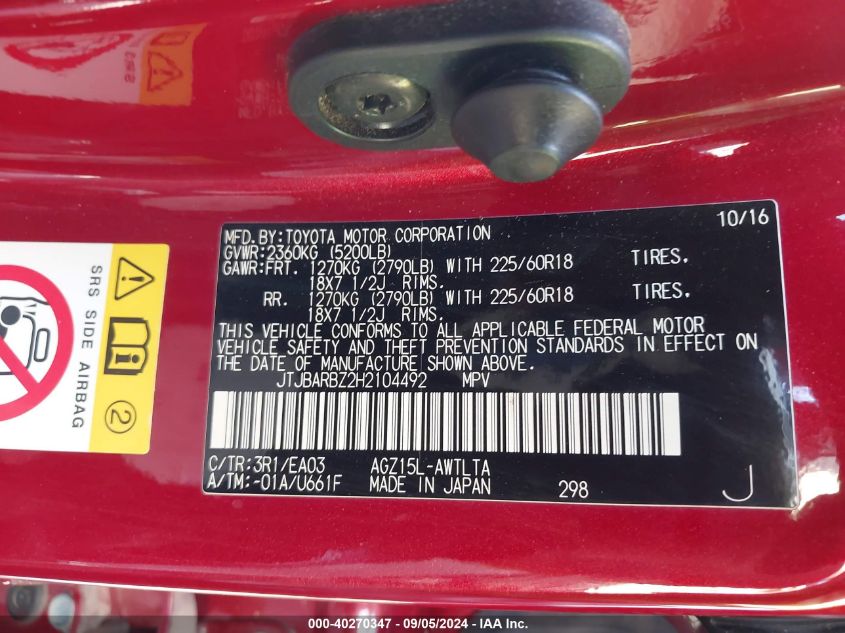 10/16
MFD.BY:TOYOTA MOTOR CORPORATION
GVWR:2360KG (5200LB)
GAWR:FRT. 1270KG (2790LB) WITH 225/60R18 TIRES.
18X7 1/2J RIMS.
RR. 1270KG (2790LB) WITH 225/60R18 TIRES.
18X7 1/2J RIMS.
THIS VEHICLE CONFORMS TO ALL APPLICABLE FEDERAL MOTOR
VEHICLE SAFETY AND THEFT PREVENTION STANDARDS IN EFFECT ON
THE DATE OF MANUFACTURE SHOWN ABOVE.
JTJBARBZ2H2104492 MPV
C/TR:3R1/EA03 AGZ15L-AWTLTA
A/TM:-01A/U661F MADE IN JAPAN 298 J
SRS SIDE AIRBAG
2
000-40270347 - 09/05/2024 - IAA, Inc.